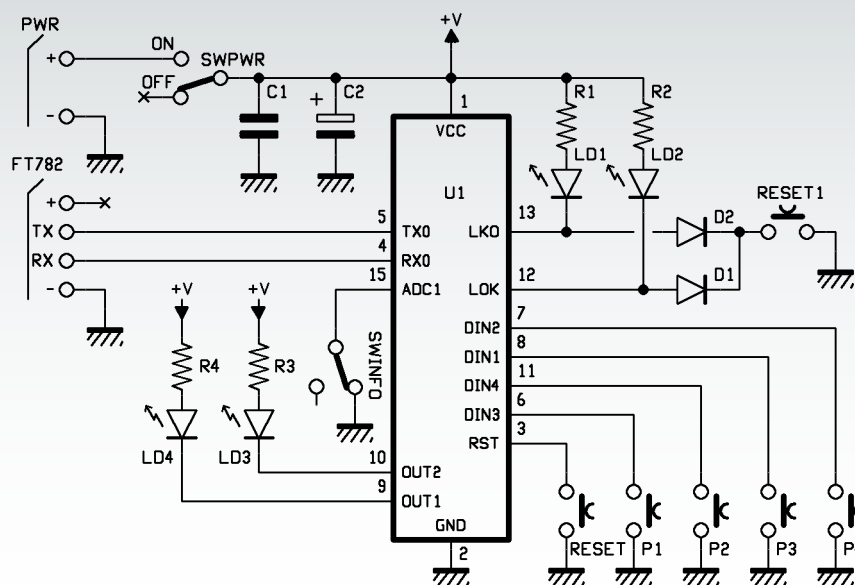 PWR
+
ON
SWPWR
OFF
-
+V
C1
+
C2
R1
R2
1
VCC
LD1
LD2
FT782
+
TX
RX
-
U1
5
TX0
4
RX0
15
ADC1
13
LKO
12
LOK
D2
D1
RESET1
7
DIN2
8
DIN1
11
DIN4
6
DIN3
3
RST
+V
+V
R4
R3
SWINFO
LD4
LD3
10
OUT2
9
OUT1
GND
2
RESET
P1
P2
P3
P